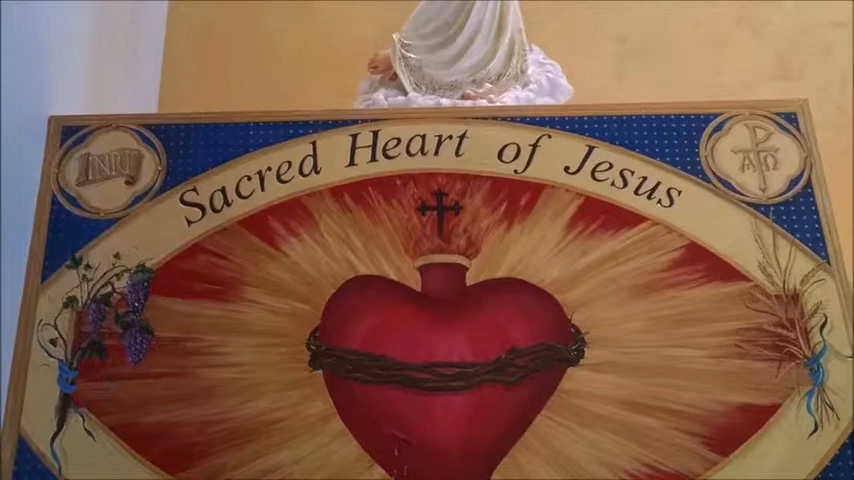 Sacred Heart of Jesus
INRI
Α Ω